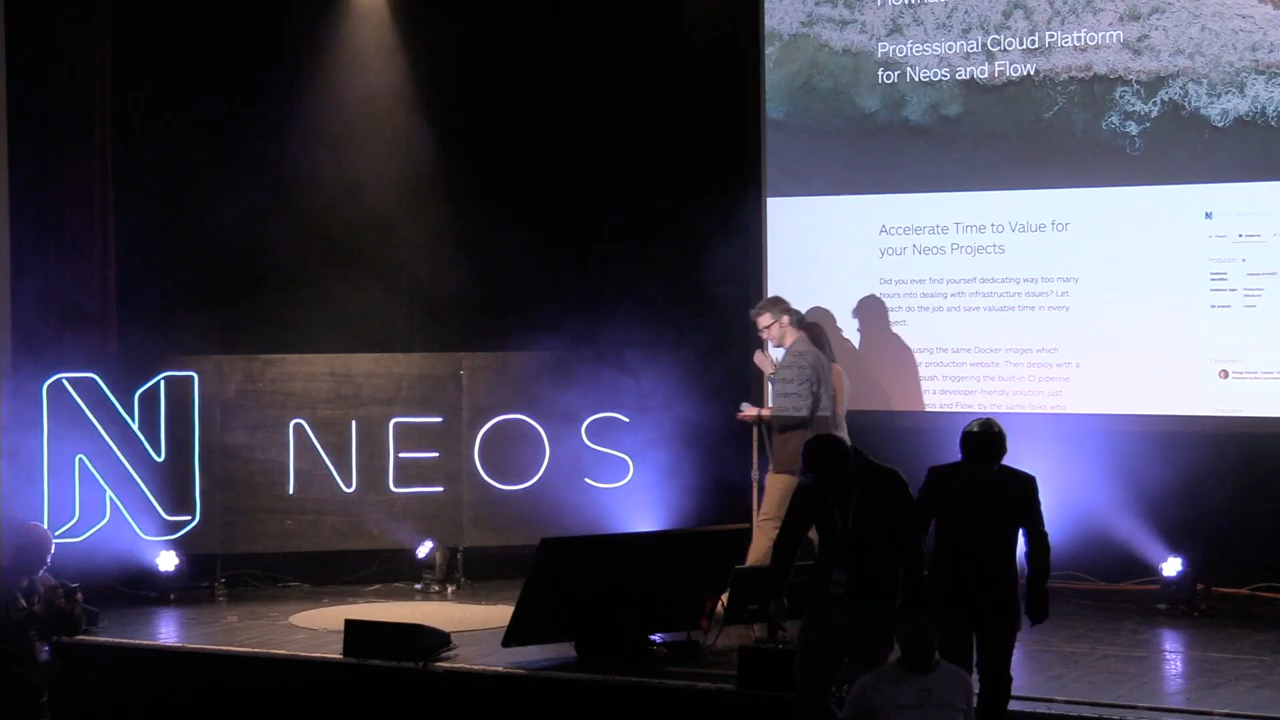 Professional Cloud Platform
for Neos and Flow
Accelerate Time to Value for
your Neos Projects
Did you ever find yourself dedicating way too many
hours into dealing with infrastructure issues? Let
do the job and save valuable time in every
using the same Docker images which
production website. Then deploy with a
triggering the built-in CI pipeline.
in a developer-friendly solution, just
and Flow, by the same folks who
Production
N NEOS